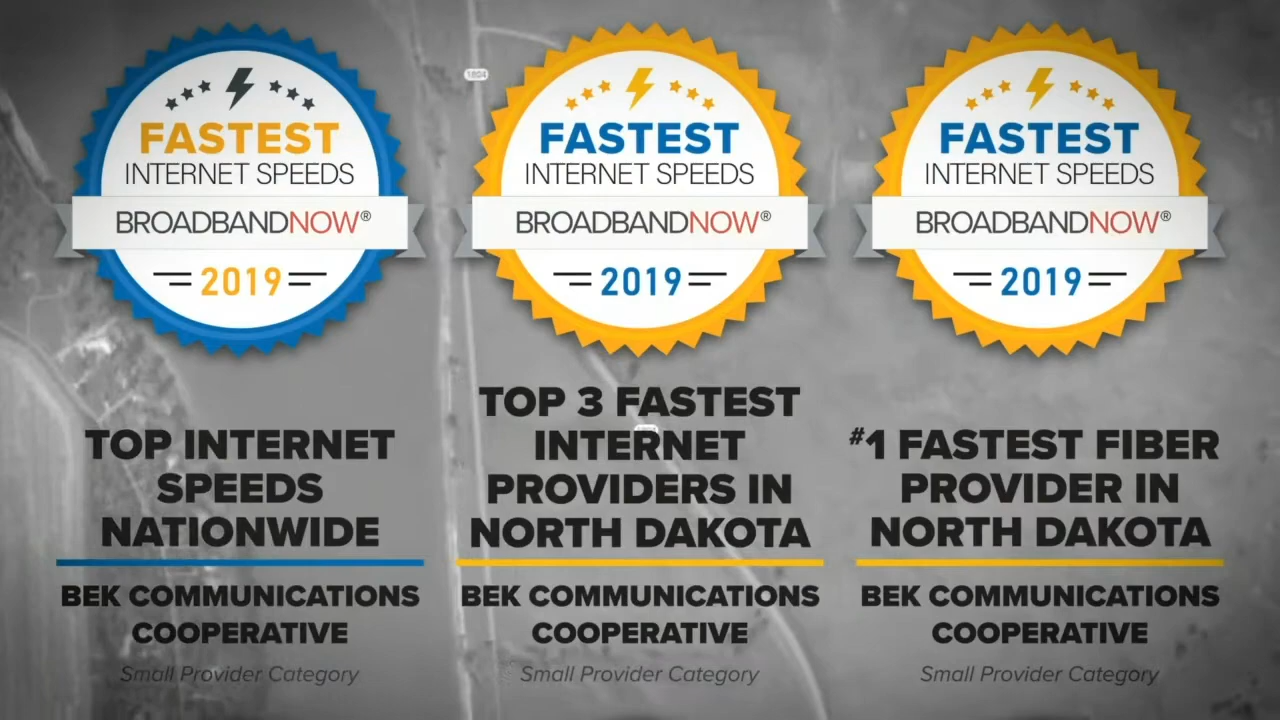 FASTEST
INTERNET SPEEDS
BROADBANDNOW®
2019
TOP INTERNET
SPEEDS
NATIONWIDE
BEK COMMUNICATIONS
COOPERATIVE
Small Provider Category
1804
FASTEST
INTERNET SPEEDS
BROADBANDNOW®
2019
TOP 3 FASTEST
INTERNET
PROVIDERS IN
NORTH DAKOTA
BEK COMMUNICATIONS
COOPERATIVE
Small Provider Category
FASTEST
INTERNET SPEEDS
BROADBANDNOW®
2019
#1 FASTEST FIBER
PROVIDER IN
NORTH DAKOTA
BEK COMMUNICATIONS
COOPERATIVE
Small Provider Category